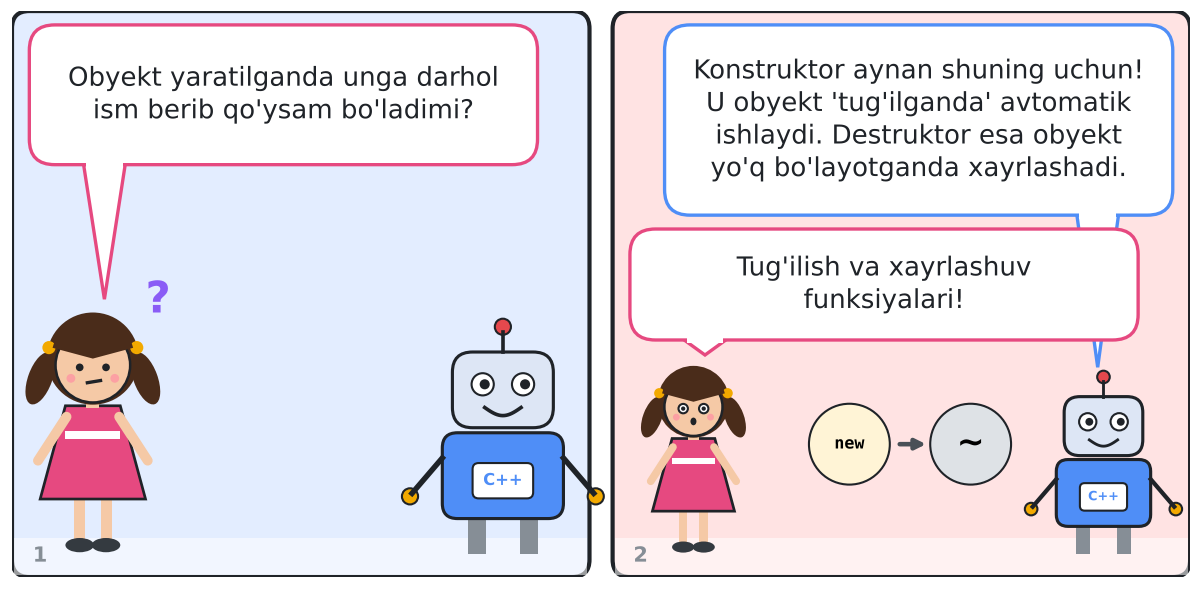 Obyekt yaratilganda unga darhol
ism berib qo'ysam bo'ladimi?
?
C++
1
Konstruktor aynan shuning uchun!
U obyekt 'tug'ilganda' avtomatik
ishlaydi. Destruktor esa obyekt
yo'q bo'layotganda xayrlashadi.
Tug'ilish va xayrlashuv
funksiyalari!
new
~
C++
2